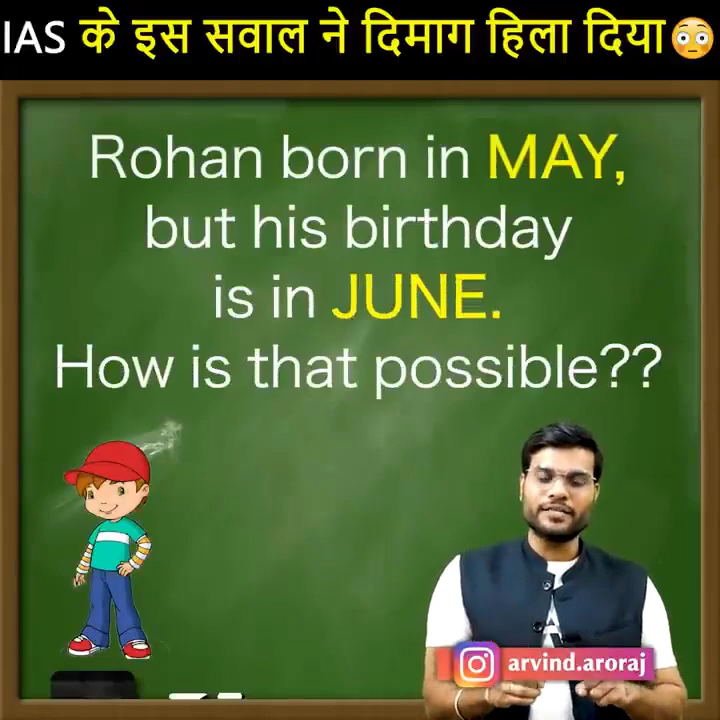 IAS के इस सवाल ने दिमाग हिला दिया😳
Rohan born in MAY,
but his birthday
is in JUNE.
How is that possible??
arvind.aroraj